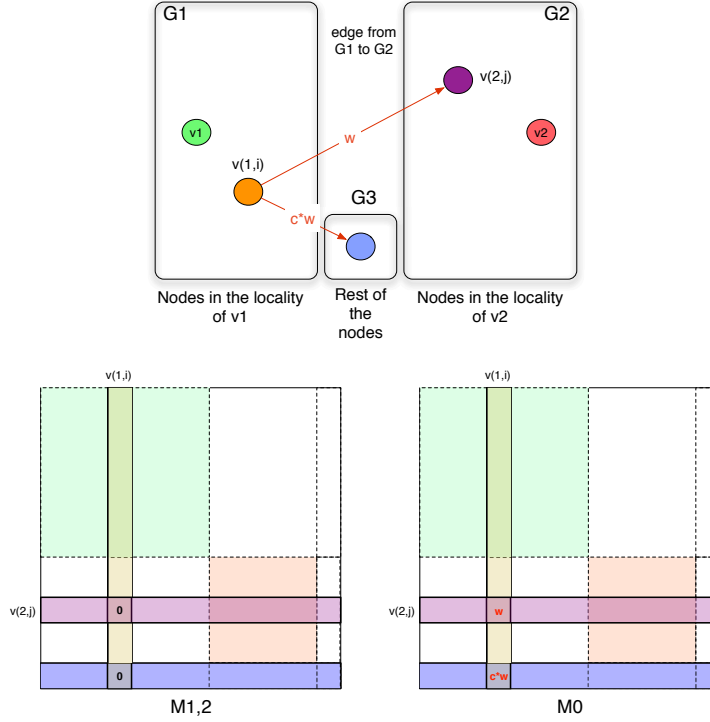 G1
G2
edge from
G1 to G2
v(2,j)
v1
v2
w
v(1,i)
G3
c*w
Nodes in the locality
of v1
Rest of
the
nodes
Nodes in the locality
of v2
v(1,i)
v(1,i)
v(2,j)
0
v(2,j)
w
0
c*w
M1,2
M0